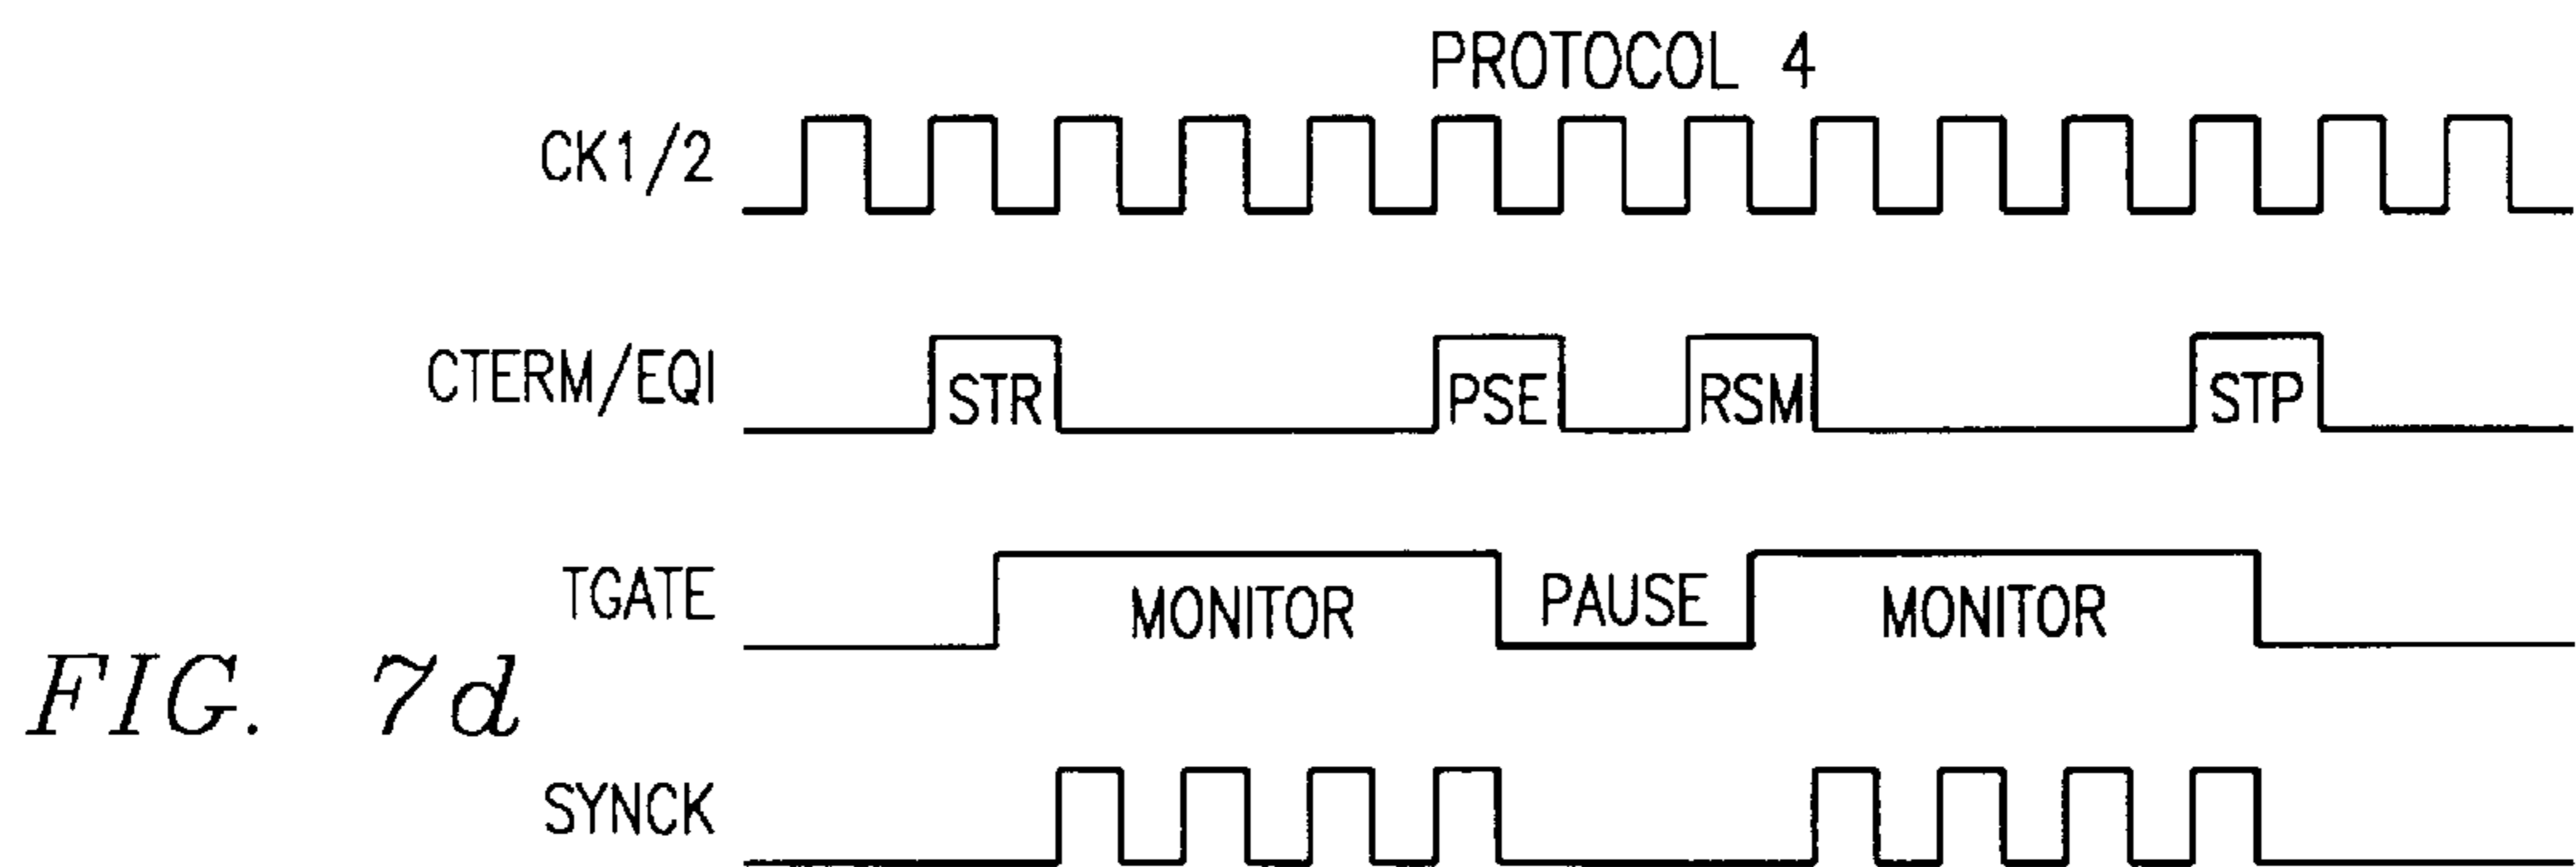 PROTOCOL 4
CK1/2
CTERM/EQI
STR
PSE
RSM
STP
TGATE
MONITOR
PAUSE
MONITOR
FIG. 7d
SYNCK